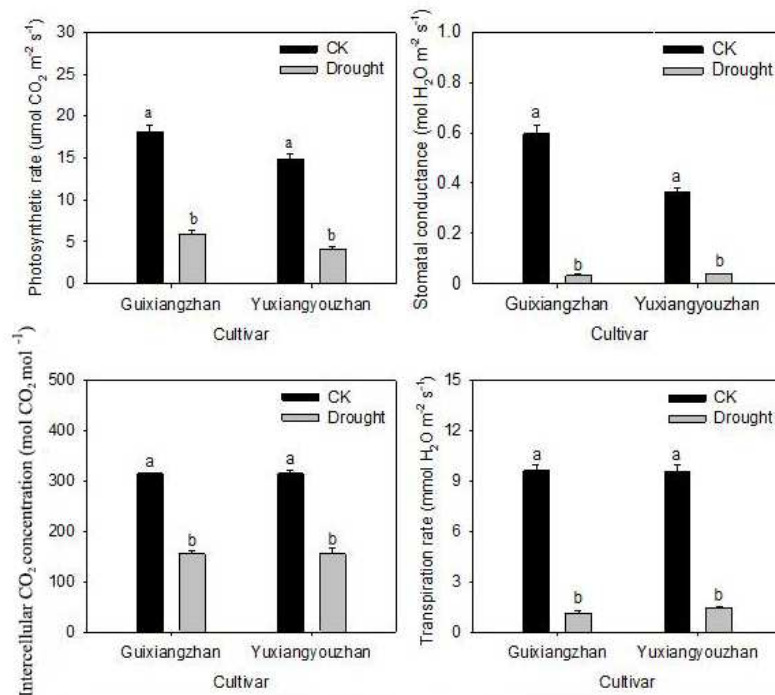 Photosynthetic rate (umol CO₂ m⁻² s⁻¹)
30
25
20
15
10
5
0
CK
Drought
a
b
a
b
Guixiangzhan Yuxiangyouzhan
Cultivar
Stomatal conductance (mol H₂O m⁻² s⁻¹)
1.0
0.8
0.6
0.4
0.2
0
CK
Drought
a
b
a
b
Guixiangzhan Yuxiangyouzhan
Cultivar
Intercellular CO₂ concentration (mol CO₂ mol ⁻¹)
500
400
300
200
100
0
CK
Drought
a
b
a
b
Guixiangzhan Yuxiangyouzhan
Cultivar
Transpiration rate (mmol H₂O m⁻² s⁻¹)
15
12
9
6
3
0
CK
Drought
a
b
a
b
Guixiangzhan Yuxiangyouzhan
Cultivar